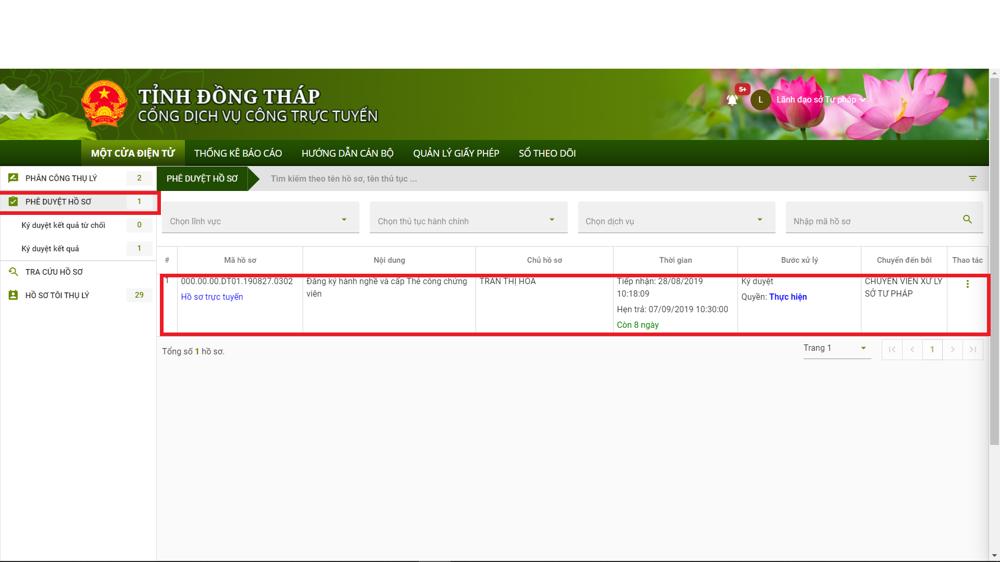 TỈNH ĐỒNG THÁP
CỔNG DỊCH VỤ CÔNG TRỰC TUYẾN
5+
L
Lãnh đạo sở Tư pháp
MỘT CỬA ĐIỆN TỬ
THỐNG KÊ BÁO CÁO
HƯỚNG DẪN CÁN BỘ
QUẢN LÝ GIẤY PHÉP
SỔ THEO DÕI
PHÂN CÔNG THỤ LÝ 2
PHÊ DUYỆT HỒ SƠ 1
Ký duyệt kết quả từ chối 0
Ký duyệt kết quả 1
TRA CỨU HỒ SƠ
HỒ SƠ TÔI THỤ LÝ 29
PHÊ DUYỆT HỒ SƠ
Tìm kiếm theo tên hồ sơ, tên thủ tục ...
Chọn lĩnh vực
Chọn thủ tục hành chính
Chọn dịch vụ
Nhập mã hồ sơ
# Mã hồ sơ Nội dung Chủ hồ sơ Thời gian Bước xử lý Chuyển đến bởi Thao tác
1
000.00.00.DT01.190827.0302
Hồ sơ trực tuyến
Đăng ký hành nghề và cấp Thẻ công chứng
viên
TRẦN THỊ HOA
Tiếp nhận: 28/08/2019
10:18:09
Hẹn trả: 07/09/2019 10:30:00
Còn 8 ngày
Ký duyệt
Quyền: Thực hiện
CHUYÊN VIÊN XỬ LÝ
SỞ TƯ PHÁP
Tổng số 1 hồ sơ.
Trang 1
1